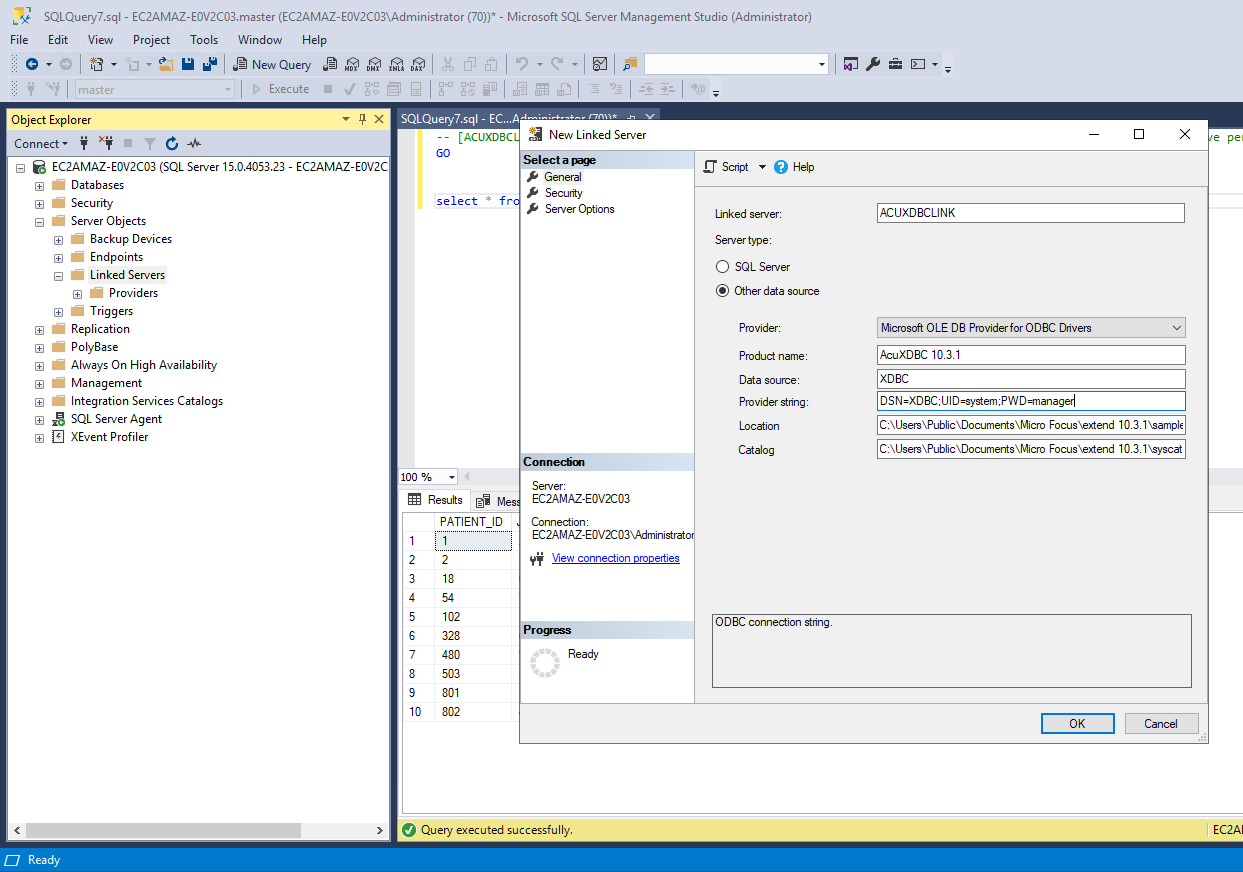 SQLQuery7.sql - EC2AMAZ-E0V2C03.master (EC2AMAZ-E0V2C03\Administrator (70))* - Microsoft SQL Server Management Studio (Administrator)
File Edit View Project Tools Window Help
New Query MDX DMX XMLA DAX
master Execute
Object Explorer
Connect
EC2AMAZ-E0V2C03 (SQL Server 15.0.4053.23 - EC2AMAZ-E0V2C
Databases
Security
Server Objects
Backup Devices
Endpoints
Linked Servers
Providers
Triggers
Replication
PolyBase
Always On High Availability
Management
Integration Services Catalogs
SQL Server Agent
XEvent Profiler
SQLQuery7.sql - EC...Administrator (70))*
-- [ACUXDBCL
ve per
GO
select * fro
100 %
Results Mess
PATIENT_ID
1 1
2 2
3 18
4 54
5 102
6 328
7 480
8 503
9 801
10 802
New Linked Server
Select a page
General
Security
Server Options
Connection
Server:
EC2AMAZ-E0V2C03
Connection:
EC2AMAZ-E0V2C03\Administrator
View connection properties
Progress
Ready
Script Help
Linked server: ACUXDBCLINK
Server type:
SQL Server
Other data source
Provider: Microsoft OLE DB Provider for ODBC Drivers
Product name: AcuXDBC 10.3.1
Data source: XDBC
Provider string: DSN=XDBC;UID=system;PWD=manager
Location C:\Users\Public\Documents\Micro Focus\extend 10.3.1\sample
Catalog C:\Users\Public\Documents\Micro Focus\extend 10.3.1\syscat
ODBC connection string.
OK Cancel
Query executed successfully. EC2AM
Ready